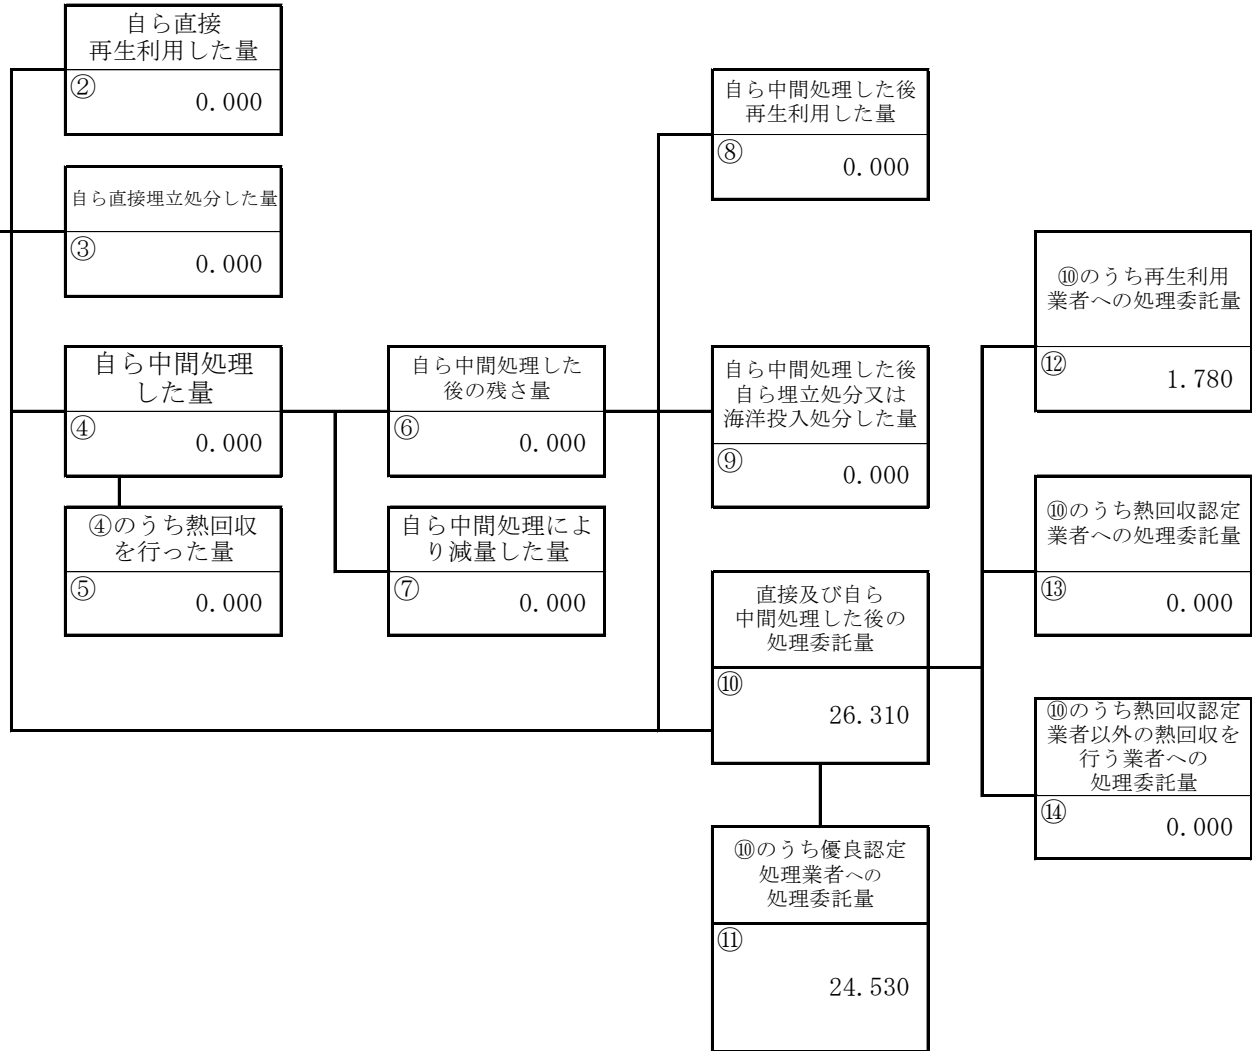 自ら直接
再生利用した量
②
0.000
自ら直接埋立処分した量
③
0.000
自ら中間処理
した量
④
0.000
④のうち熱回収
を行った量
⑤
0.000
自ら中間処理した
後の残さ量
⑥
0.000
自ら中間処理によ
り減量した量
⑦
0.000
自ら中間処理した後
再生利用した量
⑧
0.000
自ら中間処理した後
自ら埋立処分又は
海洋投入処分した量
⑨
0.000
直接及び自ら
中間処理した後の
処理委託量
⑩
26.310
⑩のうち優良認定
処理業者への
処理委託量
⑪
24.530
⑩のうち再生利用
業者への処理委託量
⑫
1.780
⑩のうち熱回収認定
業者への処理委託量
⑬
0.000
⑩のうち熱回収認定
業者以外の熱回収を
行う業者への
処理委託量
⑭
0.000